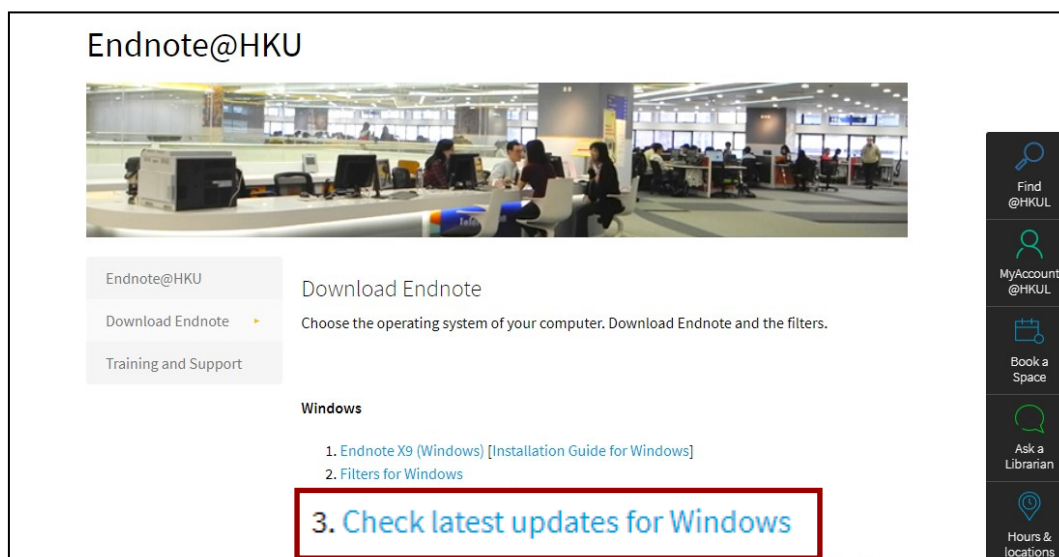 Endnote@HKU
Endnote@HKU
Download Endnote
Training and Support
Download Endnote
Choose the operating system of your computer. Download Endnote and the filters.
Windows
1. Endnote X9 (Windows) [Installation Guide for Windows]
2. Filters for Windows
3. Check latest updates for Windows
Find
@HKUL
MyAccount
@HKUL
Book a
Space
Ask a
Librarian
Hours &
locations